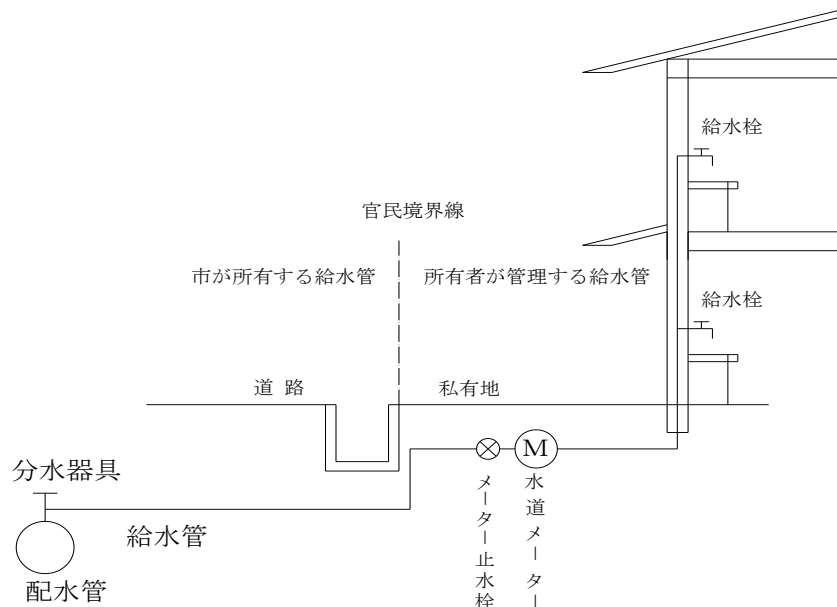 給水栓
官民境界線
市が所有する給水管
所有者が管理する給水管
給水栓
道 路
私有地
M
分水器具
給水管
配水管
メーター止水栓
水道メーター